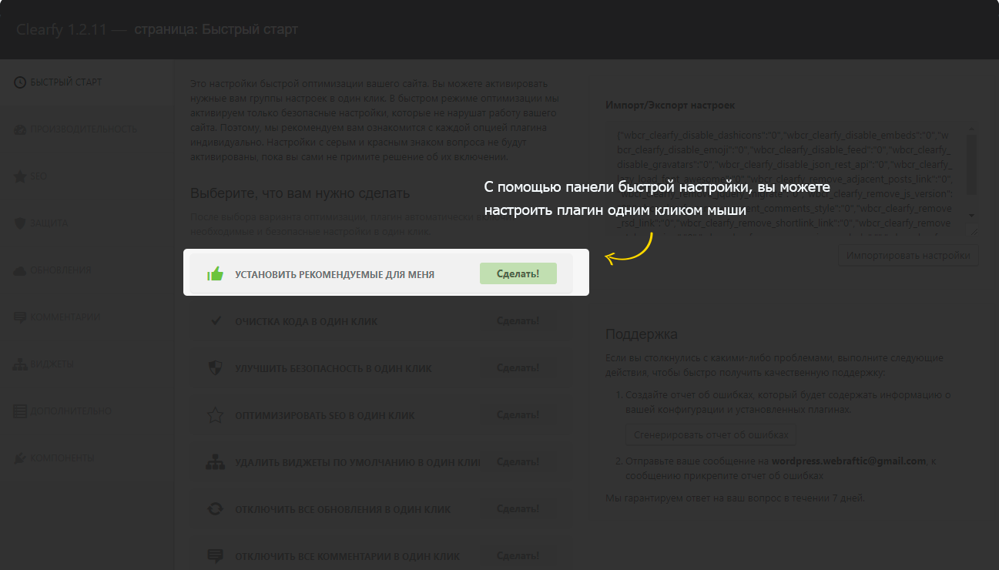 Clearfy 1.2.11 — страница: Быстрый старт
БЫСТРЫЙ СТАРТ
ПРОИЗВОДИТЕЛЬНОСТЬ
SEO
ЗАЩИТА
ОБНОВЛЕНИЯ
КОММЕНТАРИИ
ВИДЖЕТЫ
ДОПОЛНИТЕЛЬНО
КОМПОНЕНТЫ
Это настройки быстрой оптимизации вашего сайта. Вы можете активировать
нужные вам группы настроек в один клик. В быстром режиме оптимизации мы
активируем только безопасные настройки, которые не нарушат работу вашего
сайта. Поэтому, мы рекомендуем вам ознакомится с каждой опцией плагина
индивидуально. Настройки с серым и красным знаком вопроса не будут
активированы, пока вы сами не примите решение об их включении.
Выберите, что вам нужно сделать
После выбора варианта оптимизации, плагин автоматически включит
необходимые и безопасные настройки в один клик.
УСТАНОВИТЬ РЕКОМЕНДУЕМЫЕ ДЛЯ МЕНЯ Сделать!
ОЧИСТКА КОДА В ОДИН КЛИК Сделать!
УЛУЧШИТЬ БЕЗОПАСНОСТЬ В ОДИН КЛИК Сделать!
ОПТИМИЗИРОВАТЬ SEO В ОДИН КЛИК Сделать!
УДАЛИТЬ ВИДЖЕТЫ ПО УМОЛЧАНИЮ В ОДИН КЛИ Сделать!
ОТКЛЮЧИТЬ ВСЕ ОБНОВЛЕНИЯ В ОДИН КЛИК Сделать!
ОТКЛЮЧИТЬ ВСЕ КОММЕНТАРИИ В ОДИН КЛИК Сделать!
С помощью панели быстрой настройки, вы можете
настроить плагин одним кликом мыши
Импорт/Экспорт настроек
{"wbcr_clearfy_disable_dashicons":"0","wbcr_clearfy_disable_embeds":"0","w
bcr_clearfy_disable_emoji":"0","wbcr_clearfy_disable_feed":"0","wbcr_clearfy_
disable_gravatars":"0","wbcr_clearfy_disable_json_rest_api":"0","wbcr_clearfy_
lazy_load_font_awesome":"0","wbcr_clearfy_remove_adjacent_posts_link":"0",
"wbcr_clearfy_remove_jquery_migrate":"0","wbcr_clearfy_remove_js_version":
ent_comments_style":"0","wbcr_clearfy_remove
_rsd_link":"0","wbcr_clearfy_remove_shortlink_link":"0","wbcr_clearfy_remove
Импортировать настройки
Поддержка
Если вы столкнулись с какими-либо проблемами, выполните следующие
действия, чтобы быстро получить качественную поддержку:
1. Создайте отчет об ошибках, который будет содержать информацию о
вашей конфигурации и установленных плагинах.
Сгенерировать отчет об ошибках
2. Отправьте ваше сообщение на wordpress.webraftic@gmail.com, к
сообщению прикрепите отчет об ошибках
Мы гарантируем ответ на ваш вопрос в течении 7 дней.